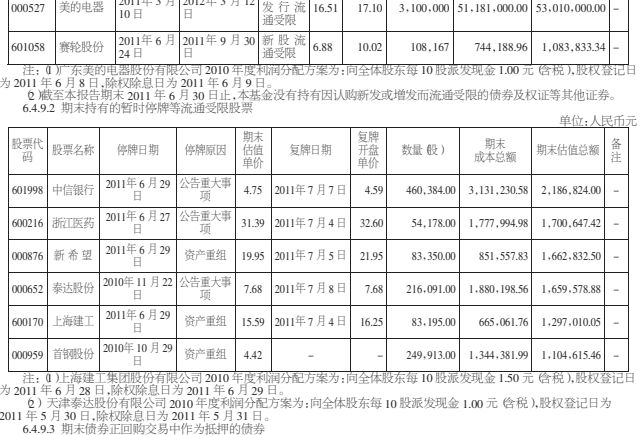 000527 美的电器 2011年3月 2012年3月12 发行流 16.51 17.10 3,100,000 51,181,000.00 53,010,000.00 –
10日 日 通受限
601058 赛轮股份 2011年6月 2011年9月30 新股流 6.88 10.02 108,167 744,188.96 1,083,833.34 –
24日 日 通受限
注：(1)广东美的电器股份有限公司2010年度利润分配方案为：向全体股东每10股派发现金1.00元(含税)，股权登记日
为2011年6月8日，除权除息日为2011年6月9日。
(2)截至本报告期末2011年6月30日止，本基金没有持有因认购新发或增发而流通受限的债券及权证等其他证券。
6.4.9.2 期末持有的暂时停牌等流通受限股票
单位：人民币元
股票代码 股票名称 停牌日期 停牌原因 期末估值单价 复牌日期 复牌开盘单价 数量(股) 期末成本总额 期末估值总额 备注
601998 中信银行 2011年6月29 公告重大事 4.75 2011年7月7日 4.59 460,384.00 3,131,230.58 2,186,824.00 –
日 项
600216 浙江医药 2011年6月27 公告重大事 31.39 2011年7月4日 32.60 54,178.00 1,777,994.98 1,700,647.42 –
日 项
000876 新希望 2011年6月29 资产重组 19.95 2011年7月5日 21.95 83,350.00 851,557.83 1,662,832.50 –
日
000652 泰达股份 2010年11月22 公告重大事 7.68 2011年7月8日 7.68 216,091.00 1,880,198.56 1,659,578.88 –
日 项
600170 上海建工 2011年6月29 资产重组 15.59 2011年7月4日 16.25 83,195.00 665,061.76 1,297,010.05 –
日
000959 首钢股份 2010年10月29 资产重组 4.42 – – 249,913.00 1,344,381.99 1,104,615.46 –
日
注：(1)上海建工集团股份有限公司2010年度利润分配方案为：向全体股东每10股派发现金1.50元(含税)，股权登记日
为2011年6月28日，除权除息日为2011年6月29日。
(2)天津泰达股份有限公司2010年度利润分配方案为：向全体股东每10股派现金1.00元(含税)，股权登记日为
2011年5月30日，除权除息日为2011年5月31日。
6.4.9.3 期末债券正回购交易中作为抵押的债券